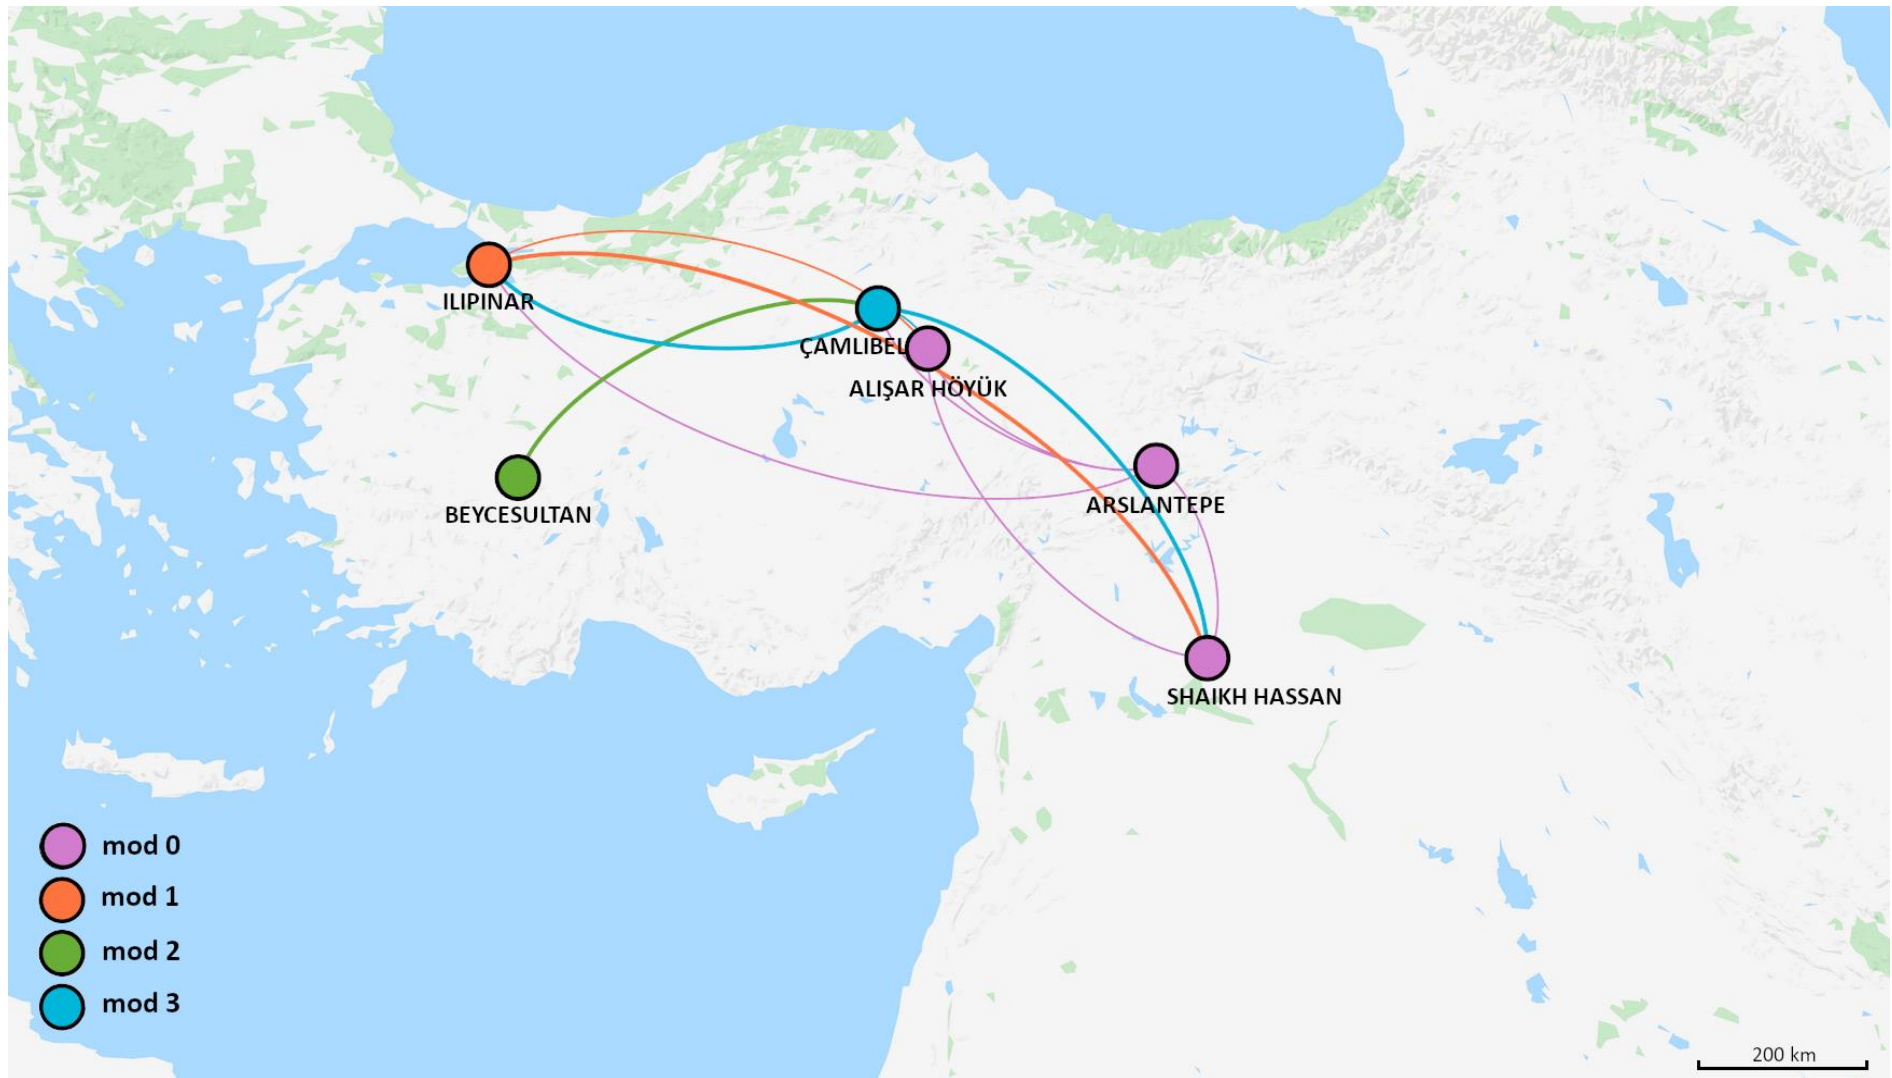 ILIPINAR
ÇAMLIBEL
ALIŞAR HÖYÜK
BEYCESULTAN
ARSLANTEPE
SHAIKH HASSAN
mod 0
mod 1
mod 2
mod 3
200 km